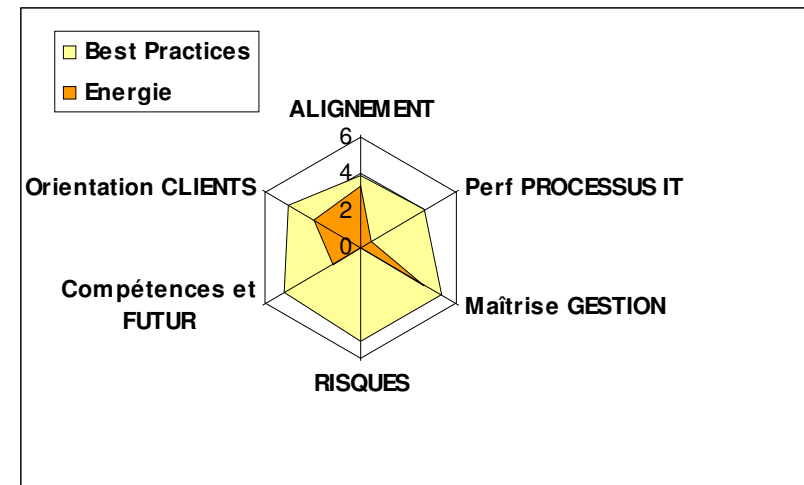 Best Practices
Energie
ALIGNEMENT
6
4
2
0
Orientation CLIENTS
Perf PROCESSUS IT
Compétences et
FUTUR
Maîtrise GESTION
RISQUES